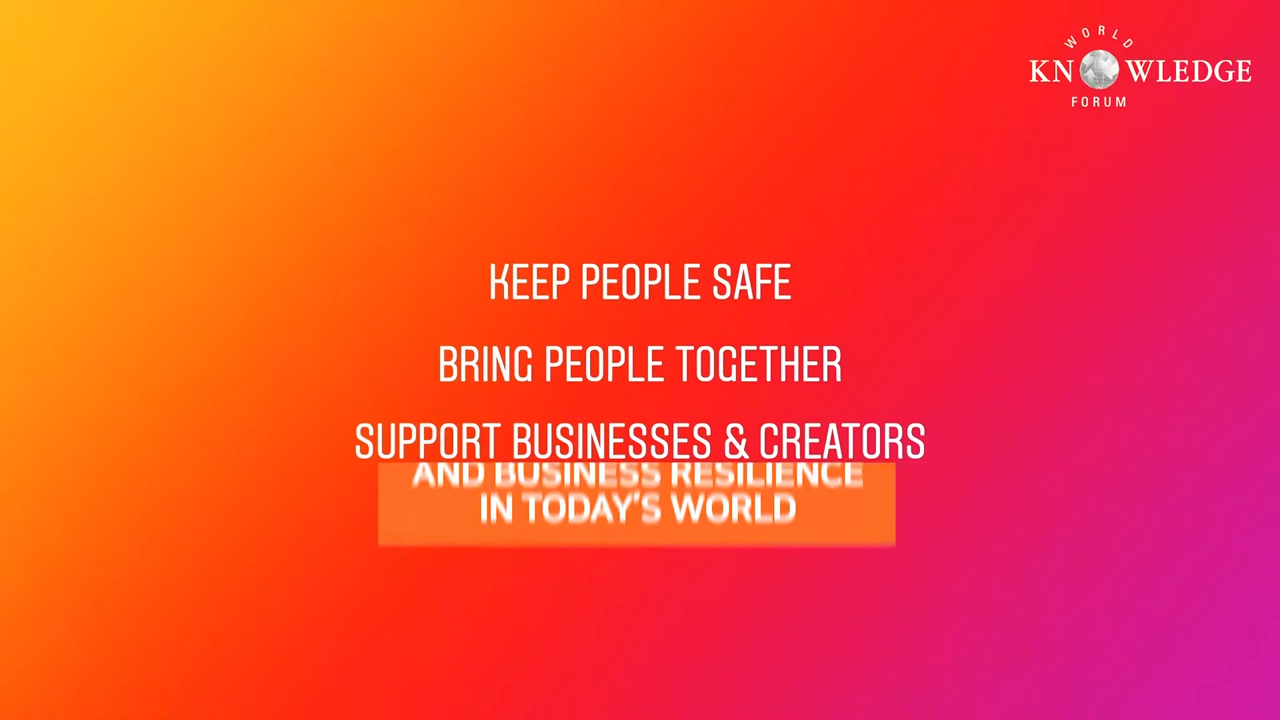 WORLD
KNOWLEDGE
FORUM
KEEP PEOPLE SAFE
BRING PEOPLE TOGETHER
SUPPORT BUSINESSES & CREATORS
AND BUSINESS RESILIENCE
IN TODAY'S WORLD